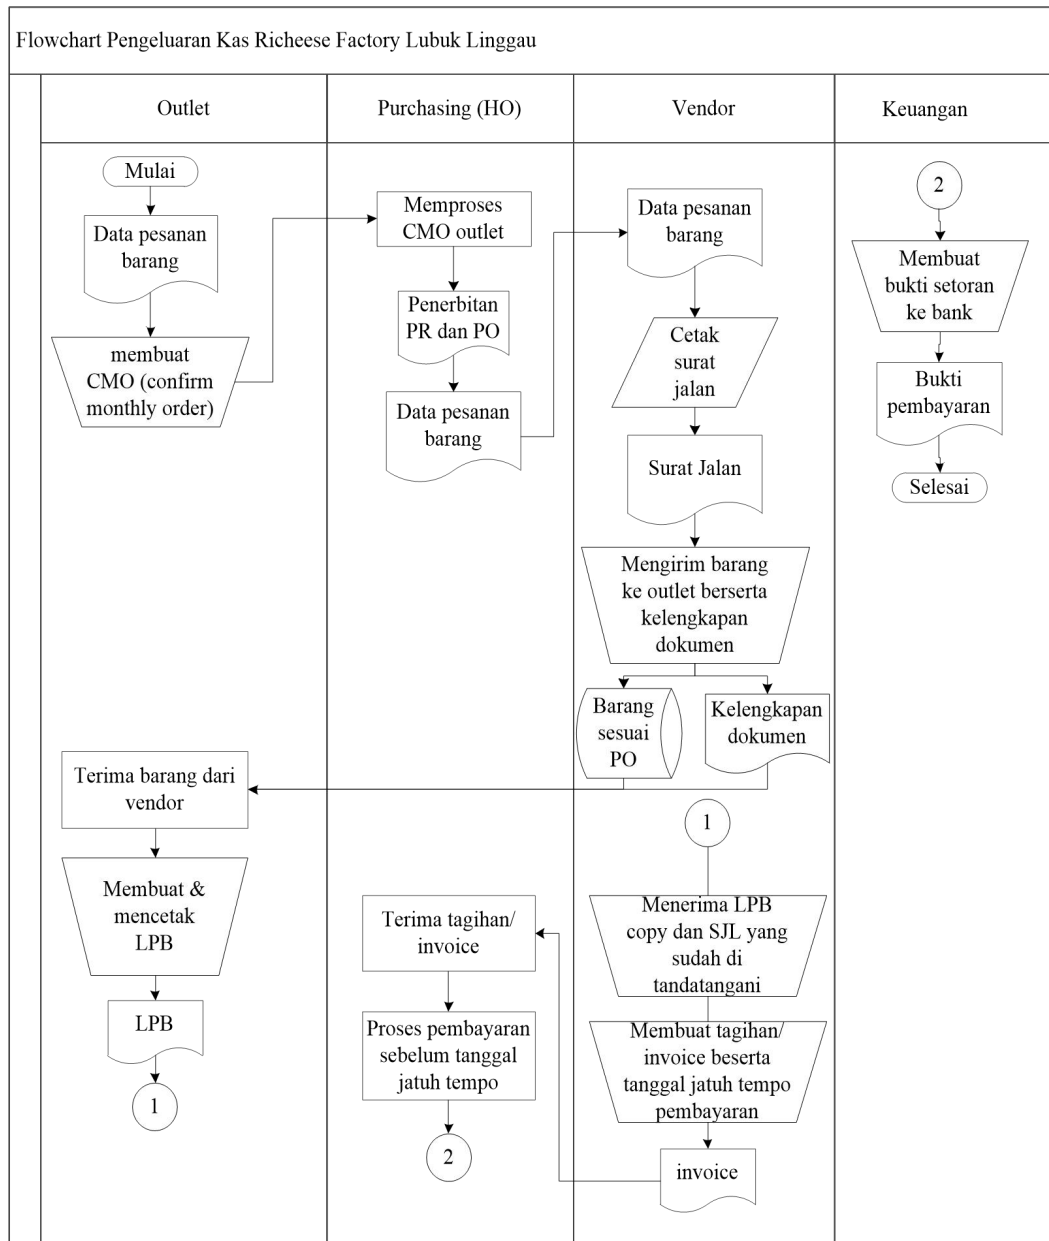 Flowchart Pengeluaran Kas Richeese Factory Lubuk Linggau
Outlet
Purchasing (HO)
Vendor
Keuangan
Mulai
Data pesanan
barang
membuat
CMO (confirm
monthly order)
Memproses
CMO outlet
Penerbitan
PR dan PO
Data pesanan
barang
Data pesanan
barang
Cetak
surat
jalan
Surat Jalan
Mengirim barang
ke outlet berserta
kelengkapan
dokumen
Barang
sesuai
PO
Kelengkapan
dokumen
Terima barang dari
vendor
Membuat &
mencetak
LPB
LPB
1
1
Menerima LPB
copy dan SJL yang
sudah di
tandatangani
Membuat tagihan/
invoice beserta
tanggal jatuh tempo
pembayaran
invoice
Terima tagihan/
invoice
Proses pembayaran
sebelum tanggal
jatuh tempo
2
2
Membuat
bukti setoran
ke bank
Bukti
pembayaran
Selesai